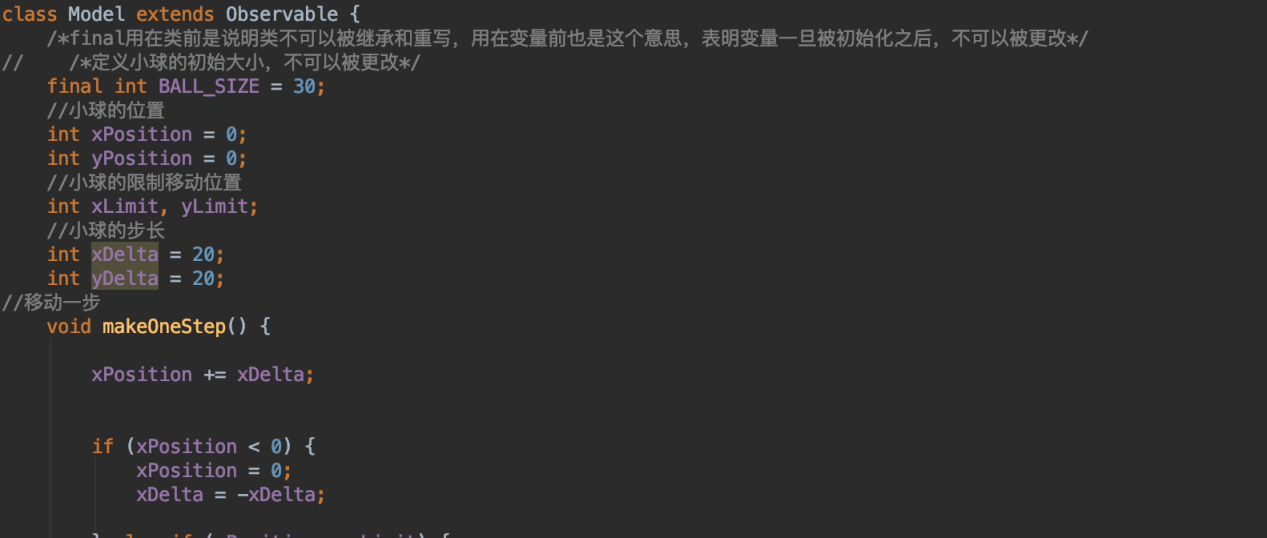 class Model extends Observable {
    /*final用在类前是说明类不可以被继承和重写，用在变量前也是这个意思，表明变量一旦被初始化之后，不可以被更改*/
//    /*定义小球的初始大小，不可以被更改*/
    final int BALL_SIZE = 30;
    //小球的位置
    int xPosition = 0;
    int yPosition = 0;
    //小球的限制移动位置
    int xLimit, yLimit;
    //小球的步长
    int xDelta = 20;
    int yDelta = 20;
//移动一步
    void makeOneStep() {
        xPosition += xDelta;
        if (xPosition < 0) {
            xPosition = 0;
            xDelta = -xDelta;